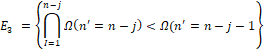 E₃ = {⋂_{l=1}^{n−j} Ω(n′ = n − j) < Ω(n′ = n − j − 1}